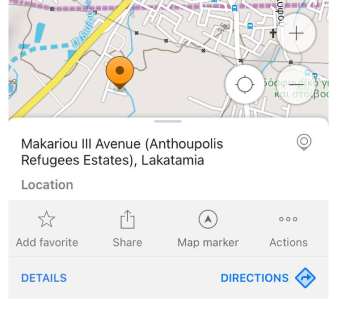 Makariou III Avenue (Anthoupolis
Refugees Estates), Lakatamia
Location
Add favorite
Share
Map marker
Actions
DETAILS
DIRECTIONS